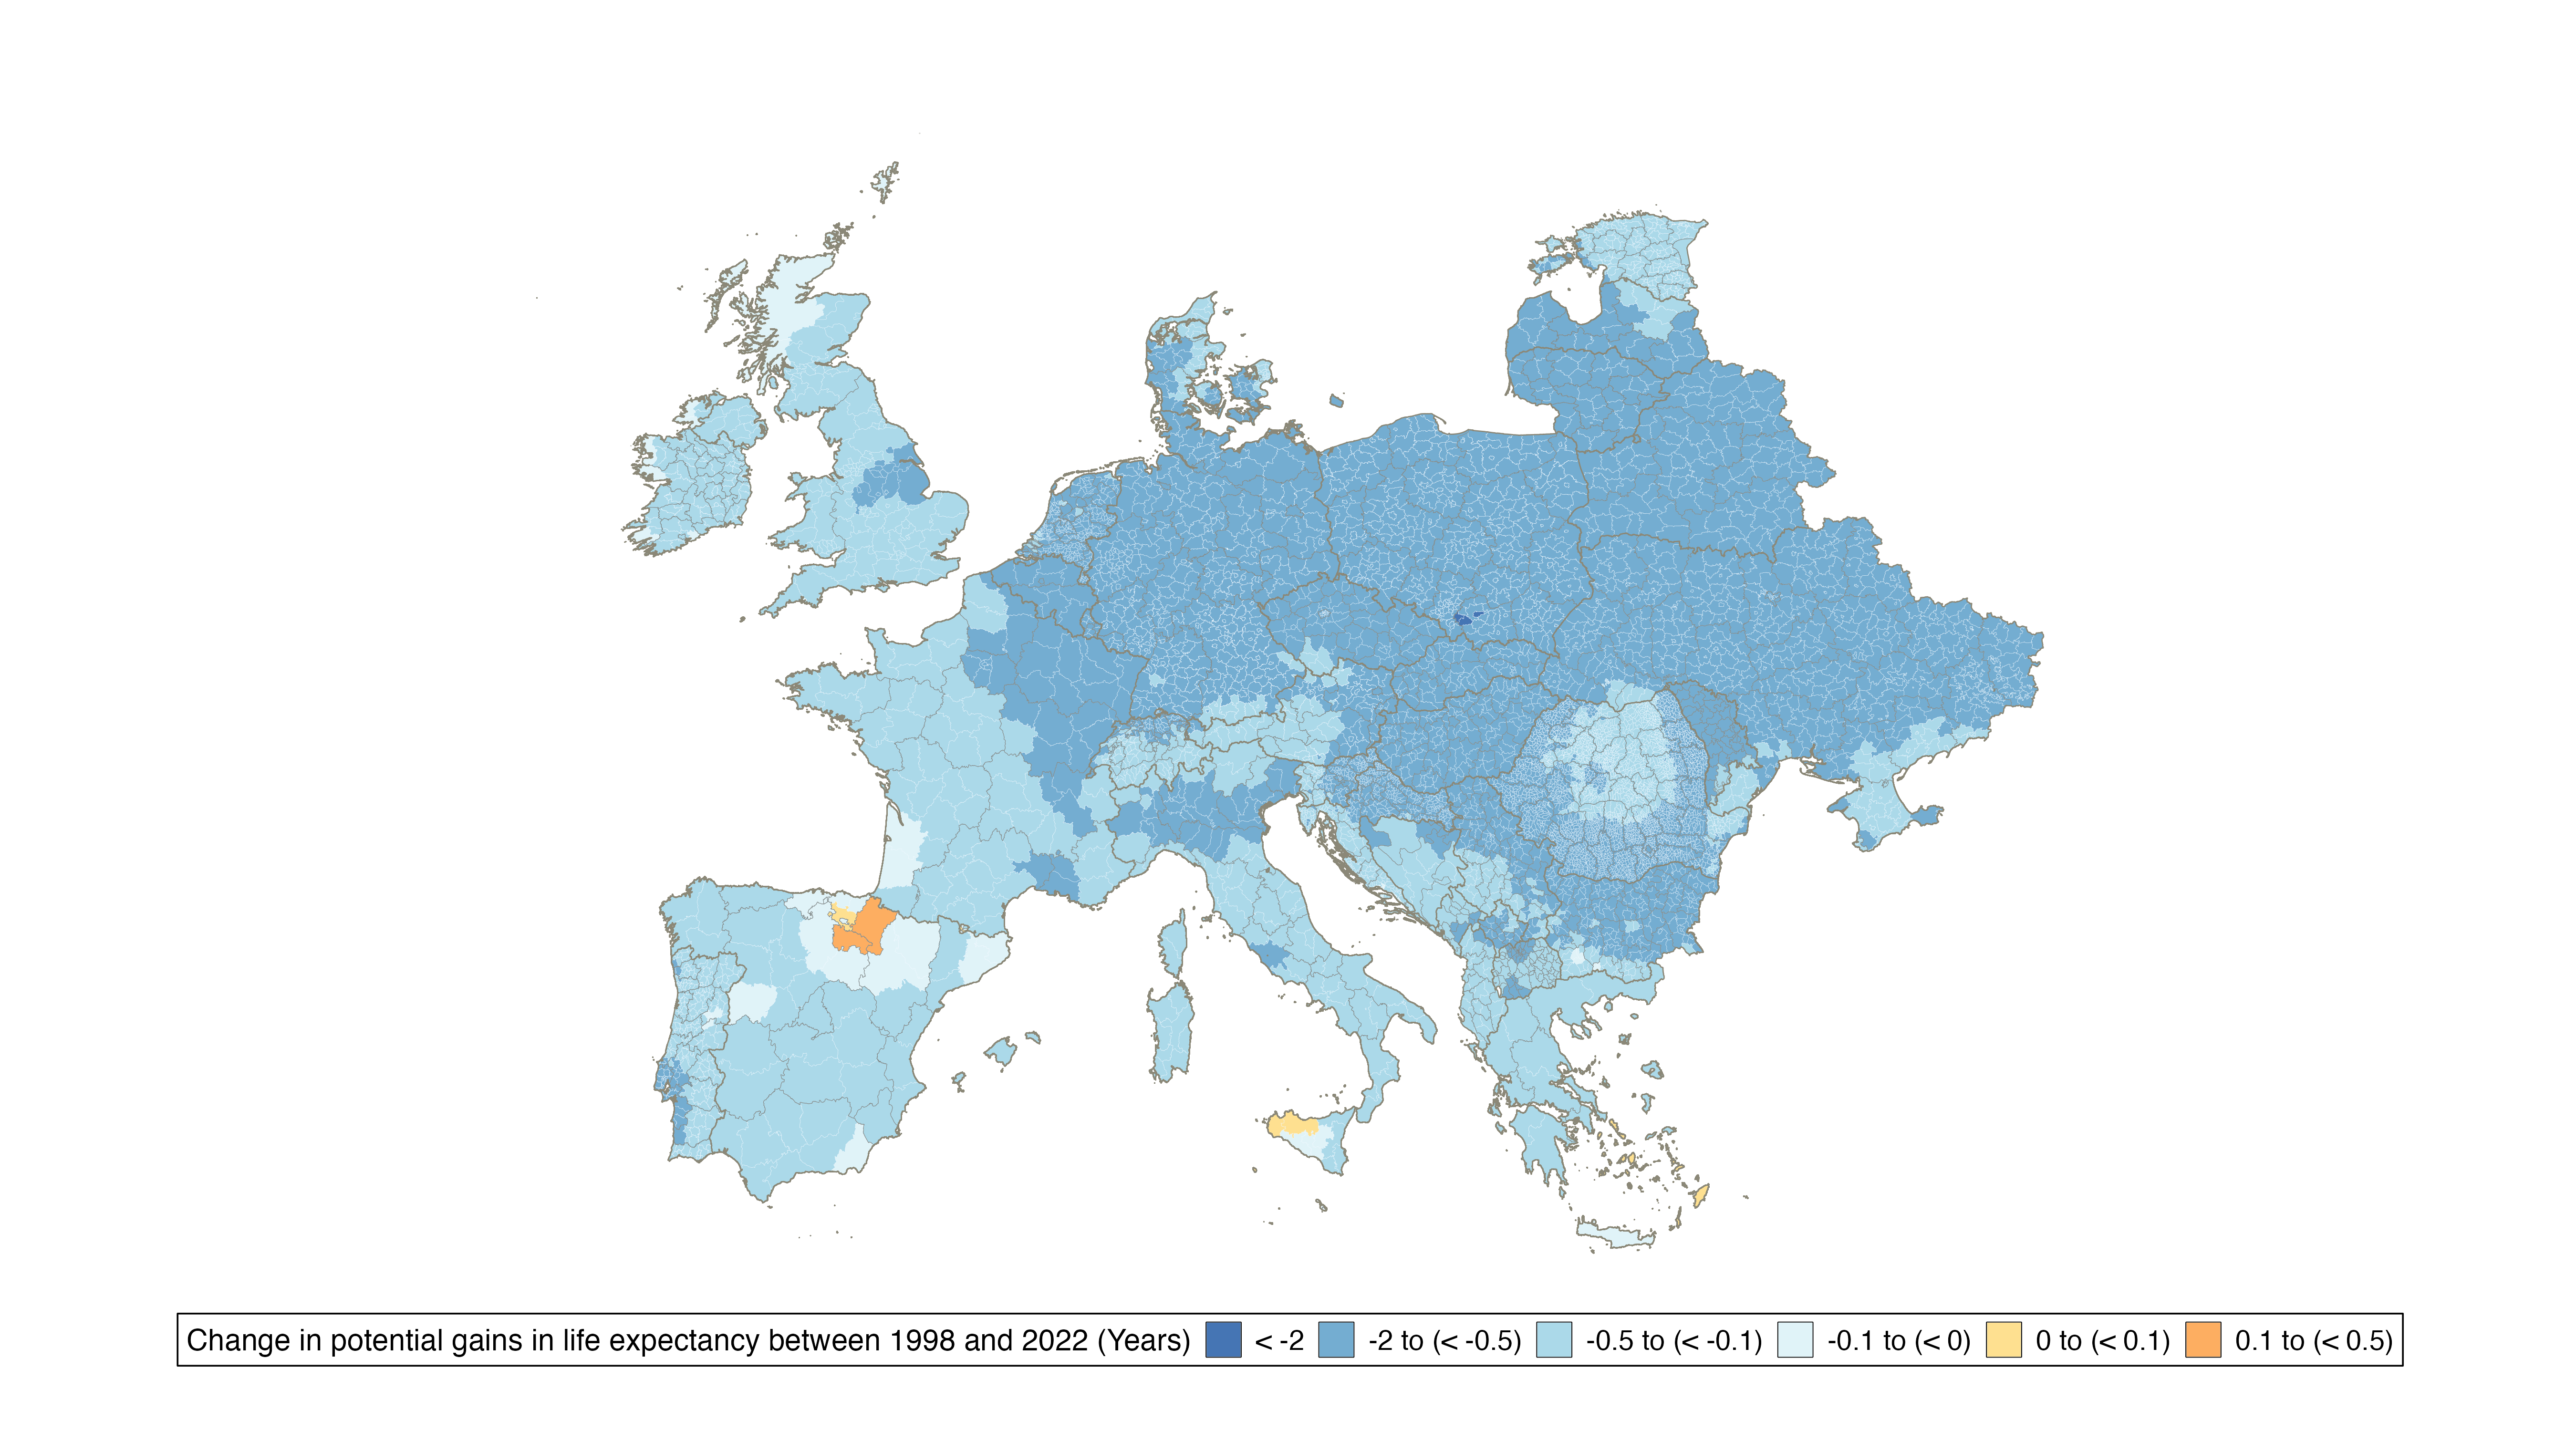 Change in potential gains in life expectancy between 1998 and 2022 (Years) < -2 -2 to (< -0.5) -0.5 to (< -0.1) -0.1 to (< 0) 0 to (< 0.1) 0.1 to (< 0.5)